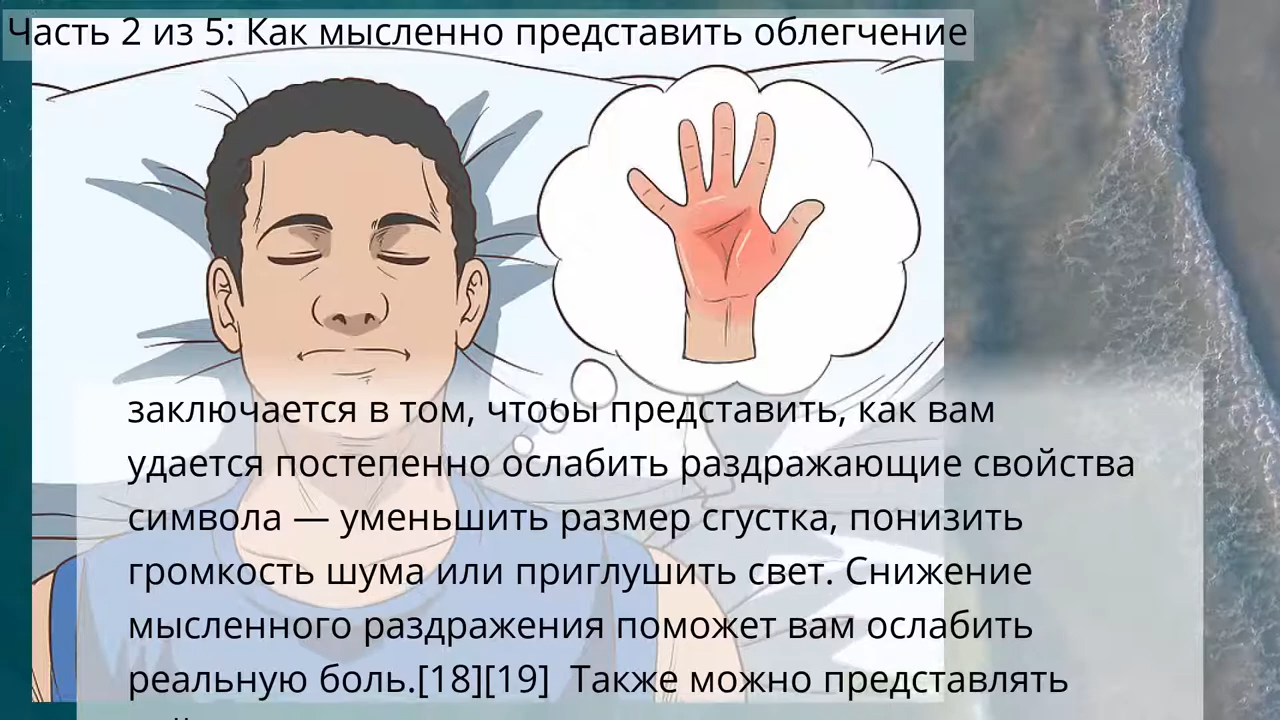 Часть 2 из 5: Как мысленно представить облегчение
заключается в том, чтобы представить, как вам
удается постепенно ослабить раздражающие свойства
символа — уменьшить размер сгустка, понизить
громкость шума или приглушить свет. Снижение
мысленного раздражения поможет вам ослабить
реальную боль.[18][19] Также можно представлять